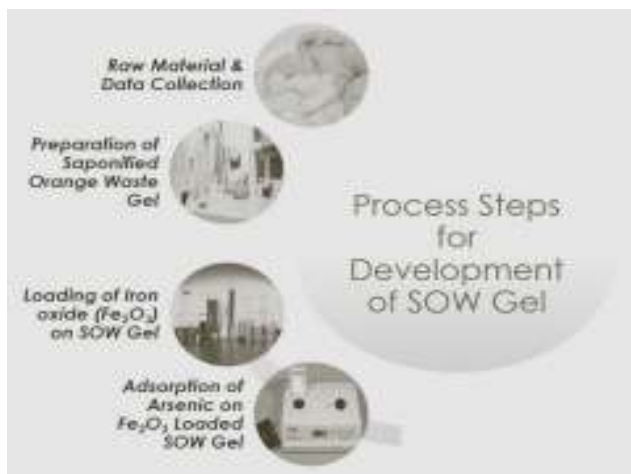 Raw Material &
Data Collection
Preparation of
Saponified
Orange Waste
Gel
Loading of Iron
oxide (Fe₂O₃)
on SOW Gel
Adsorption of
Arsenic on
Fe₂O₃ Loaded
SOW Gel
Process Steps
for
Development
of SOW Gel